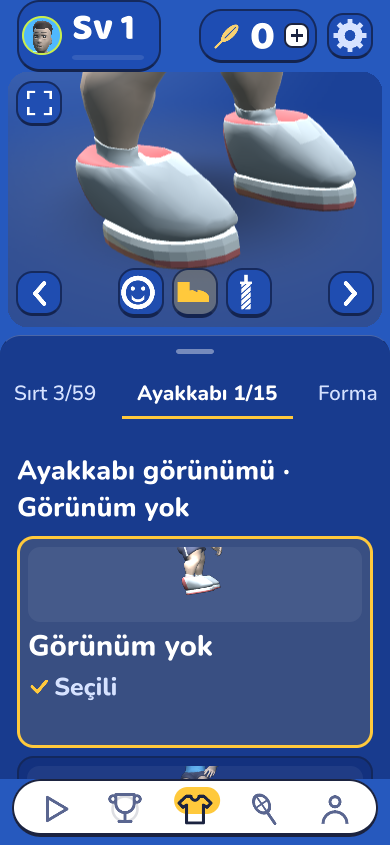 Sv 1
0
Sırt 3/59
Ayakkabı 1/15
Forma
Ayakkabı görünümü ·
Görünüm yok
Görünüm yok
Seçili